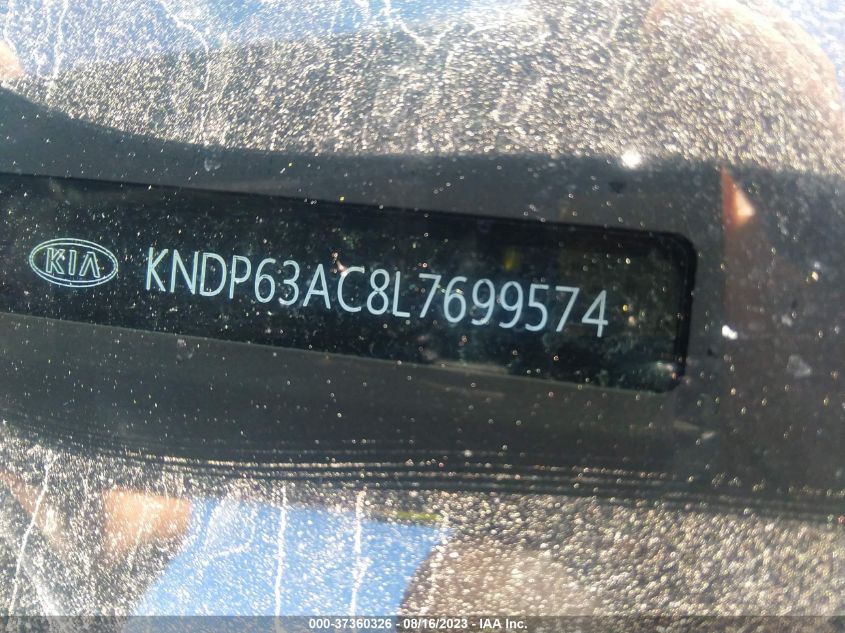 KIA KNDP63AC8L7699574
000-37360326 - 08/16/2023 - IAA Inc.